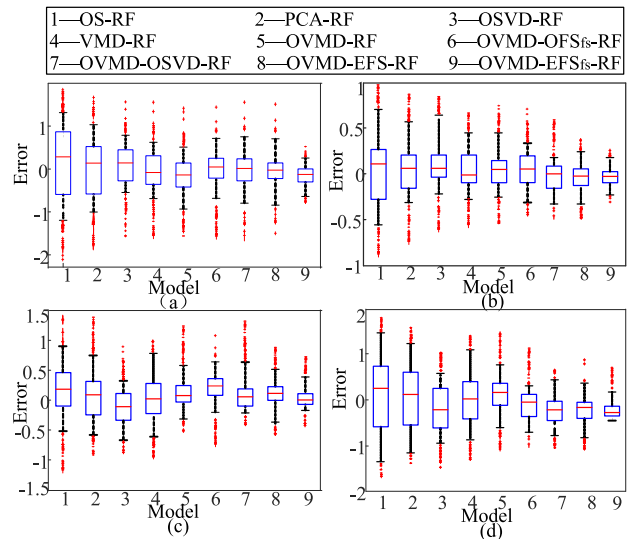 1—OS-RF 2—PCA-RF 3—OSVD-RF
4—VMD-RF 5—OVMD-RF 6—OVMD-OFSfs-RF
7—OVMD-OSVD-RF 8—OVMD-EFS-RF 9—OVMD-EFSfs-RF
Error
1
0
-1
-2
1 2 3 4 5 6 7 8 9
Model
(a)
Error
1
0.5
0
-0.5
-1
1 2 3 4 5 6 7 8 9
Model
(b)
Error
1.5
1
0.5
0
-0.5
-1
1.5
1 2 3 4 5 6 7 8 9
Model
(c)
Error
2
1
0
-1
-2
1 2 3 4 5 6 7 8 9
Model
(d)